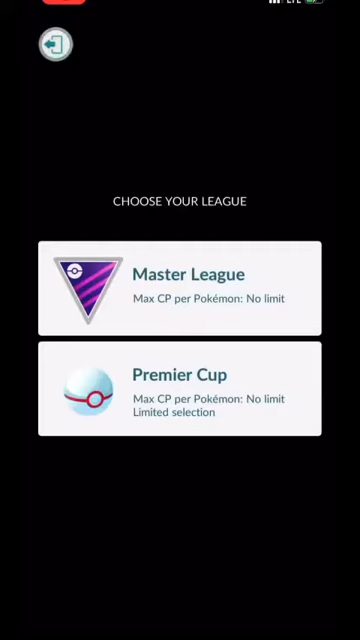 LTE
CHOOSE YOUR LEAGUE
Master League
Max CP per Pokémon: No limit
Premier Cup
Max CP per Pokémon: No limit
Limited selection